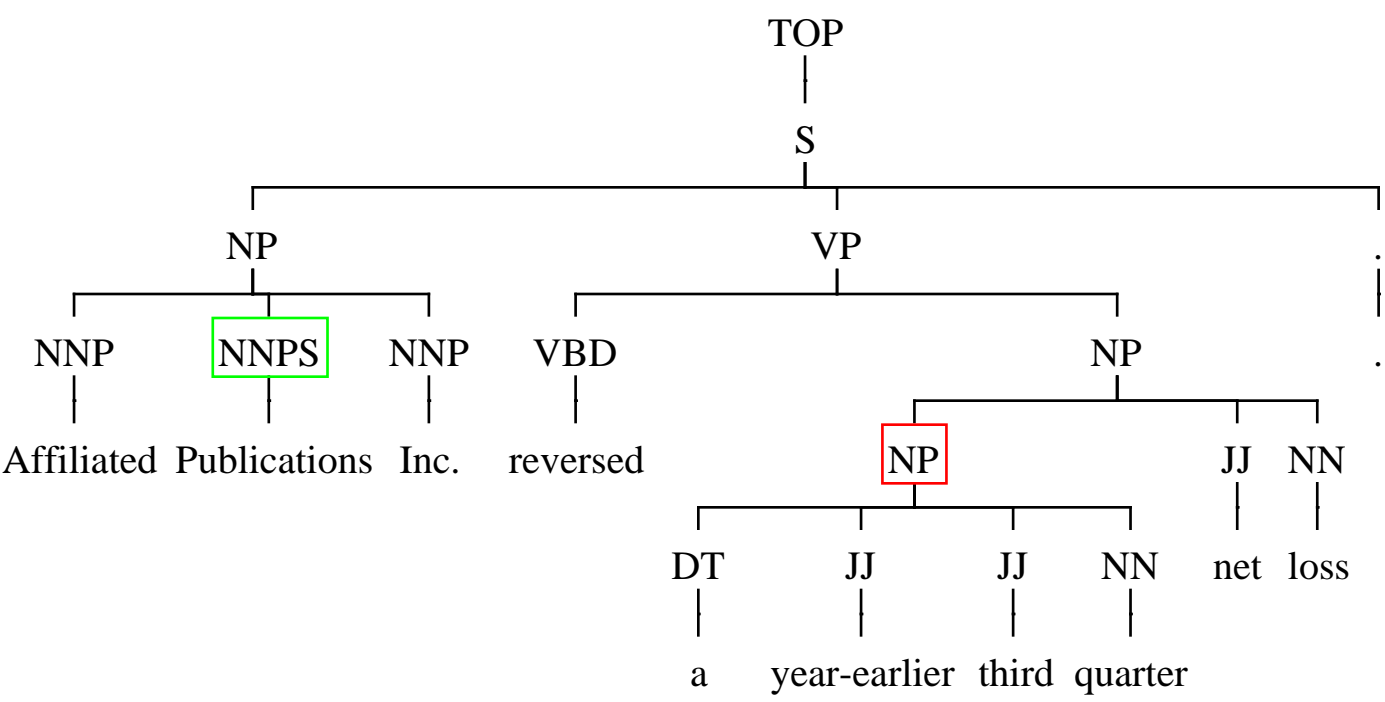 TOP
S
NP VP .
NNP NNPS NNP VBD NP .
Affiliated Publications Inc. reversed NP JJ NN
DT JJ JJ NN net loss
a year-earlier third quarter